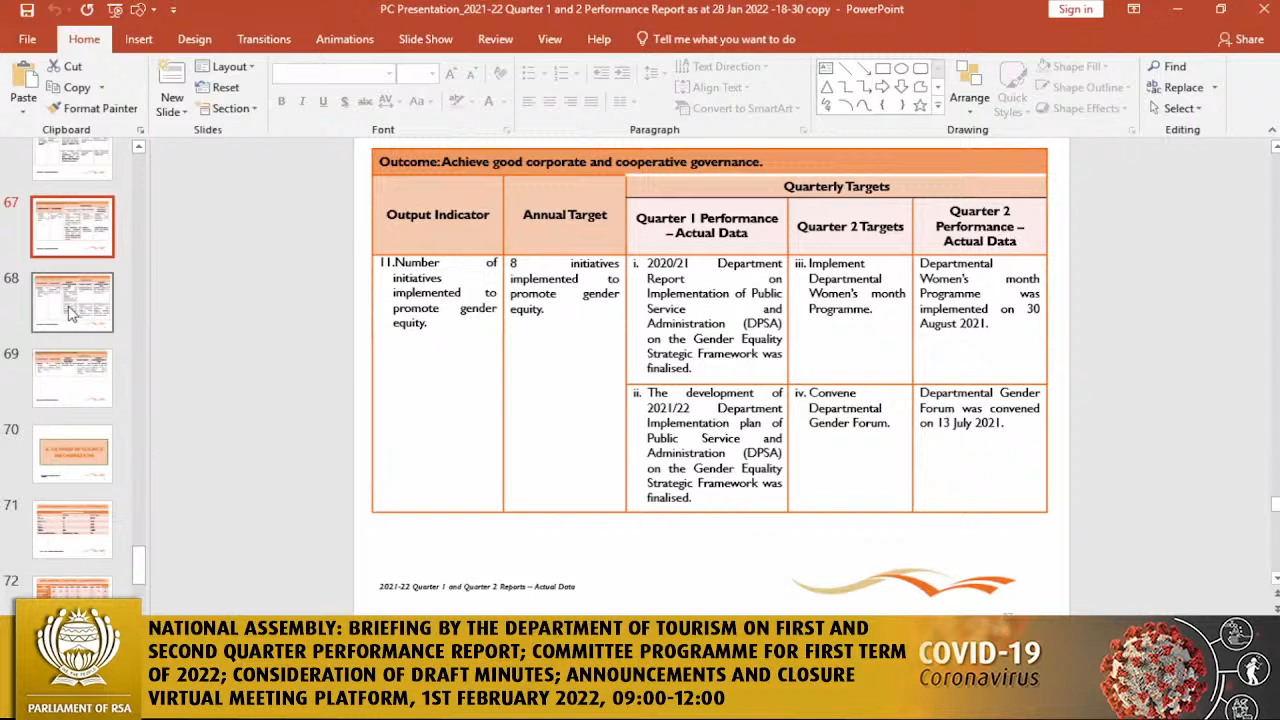 PC Presentation_2021-22 Quarter 1 and 2 Performance Report as at 28 Jan 2022 -18-30 copy - PowerPoint
Sign in
File Home Insert Design Transitions Animations Slide Show Review View Help Tell me what you want to do Share
Paste
Cut
Copy
Format Painter
Clipboard
New
Slide
Layout
Reset
Section
Slides
B I U S abc AV Aa A
Font
Text Direction
Align Text
Convert to SmartArt
Paragraph
Arrange
Quick
Styles
Shape Fill
Shape Outline
Shape Effects
Drawing
Find
Replace
Select
Editing
67
68
69
70
71
72
Outcome: Achieve good corporate and cooperative governance.
Output Indicator
Annual Target
Quarterly Targets
Quarter 1 Performance
– Actual Data
Quarter 2 Targets
Quarter 2
Performance –
Actual Data
11.Number of
initiatives
implemented to
promote gender
equity.
8 initiatives
implemented to
promote gender
equity.
i. 2020/21 Department
Report on
Implementation of Public
Service and
Administration (DPSA)
on the Gender Equality
Strategic Framework was
finalised.
iii. Implement
Departmental
Women's month
Programme.
Departmental
Women's month
Programme was
implemented on 30
August 2021.
ii. The development of
2021/22 Department
Implementation plan of
Public Service and
Administration (DPSA)
on the Gender Equality
Strategic Framework was
finalised.
iv. Convene
Departmental
Gender Forum.
Departmental Gender
Forum was convened
on 13 July 2021.
2021-22 Quarter 1 and Quarter 2 Reports – Actual Data
PARLIAMENT OF RSA
NATIONAL ASSEMBLY: BRIEFING BY THE DEPARTMENT OF TOURISM ON FIRST AND
SECOND QUARTER PERFORMANCE REPORT; COMMITTEE PROGRAMME FOR FIRST TERM
OF 2022; CONSIDERATION OF DRAFT MINUTES; ANNOUNCEMENTS AND CLOSURE
VIRTUAL MEETING PLATFORM, 1ST FEBRUARY 2022, 09:00-12:00
COVID-19
Coronavirus